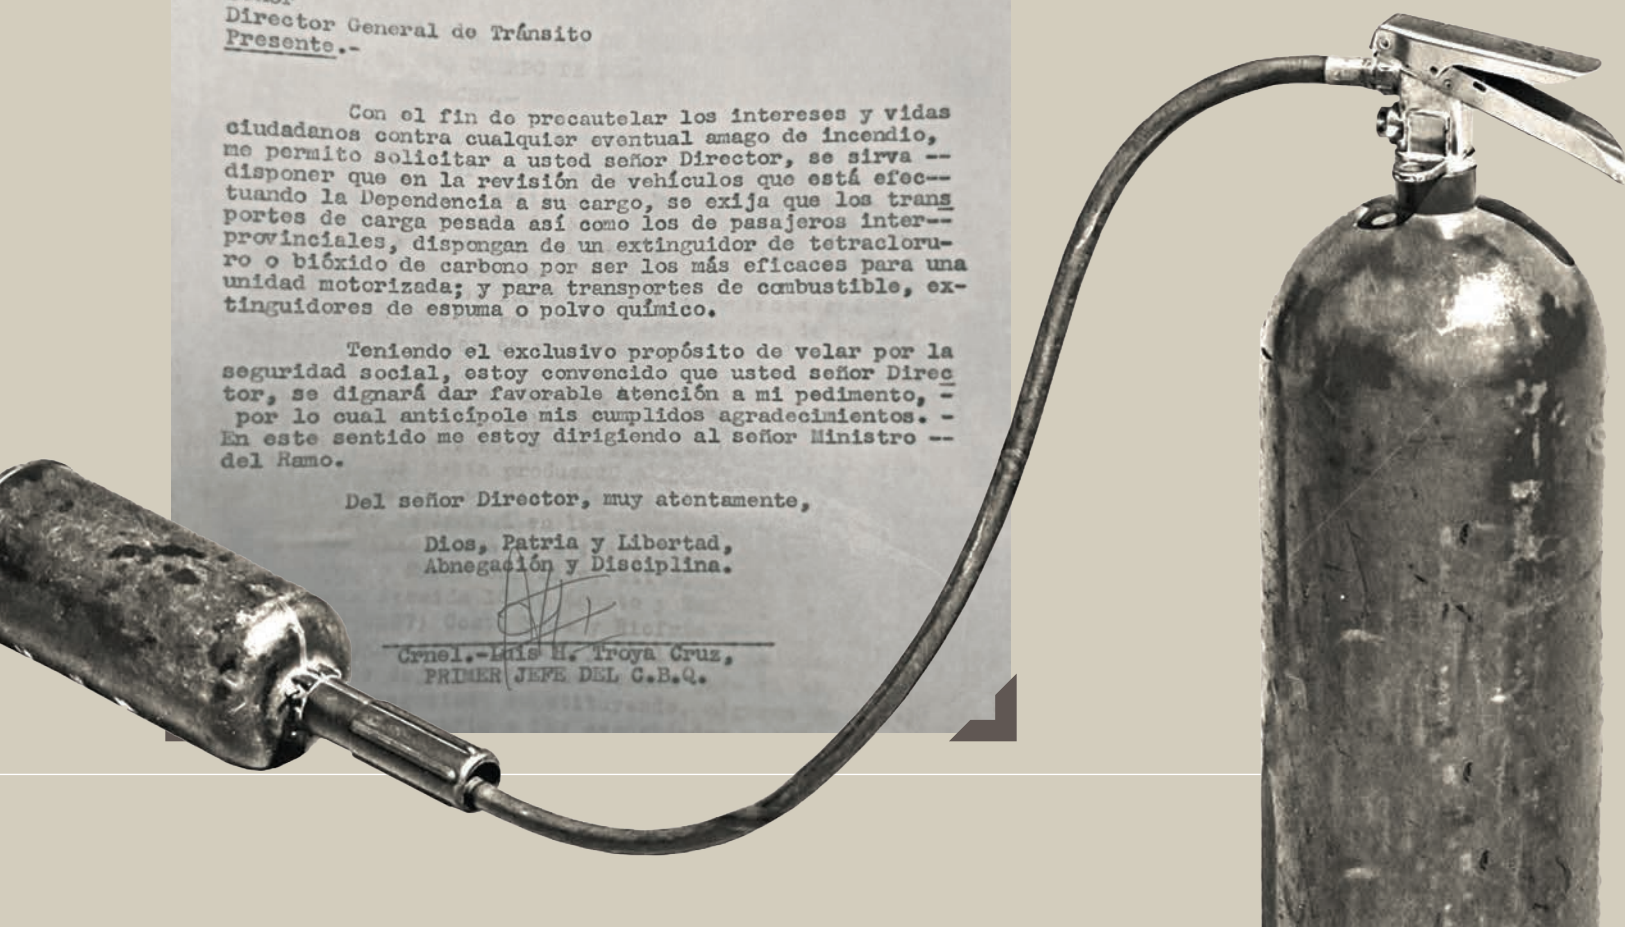 Director General de Tránsito
Presente.-
Con el fin de precautelar los intereses y vidas
ciudadanos contra cualquier eventual amago de incendio,
me permito solicitar a usted señor Director, se sirva --
disponer que en la revisión de vehículos que está efec--
tuando la Dependencia a su cargo, se exija que los trans
portes de carga pesada así como los de pasajeros inter--
provinciales, dispongan de un extinguidor de tetracloru-
ro o bióxido de carbono por ser los más eficaces para una
unidad motorizada; y para transportes de combustible, ex-
tinguidores de espuma o polvo químico.
Teniendo el exclusivo propósito de velar por la
seguridad social, estoy convencido que usted señor Direc
tor, se dignará dar favorable atención a mi pedimento, -
por lo cual anticípole mis cumplidos agradecimientos. -
En este sentido me estoy dirigiendo al señor Ministro --
del Ramo.
Del señor Director, muy atentamente,
Dios, Patria y Libertad,
Abnegación y Disciplina.
Crnel.-Luis H. Troya Cruz,
PRIMER JEFE DEL C.B.Q.